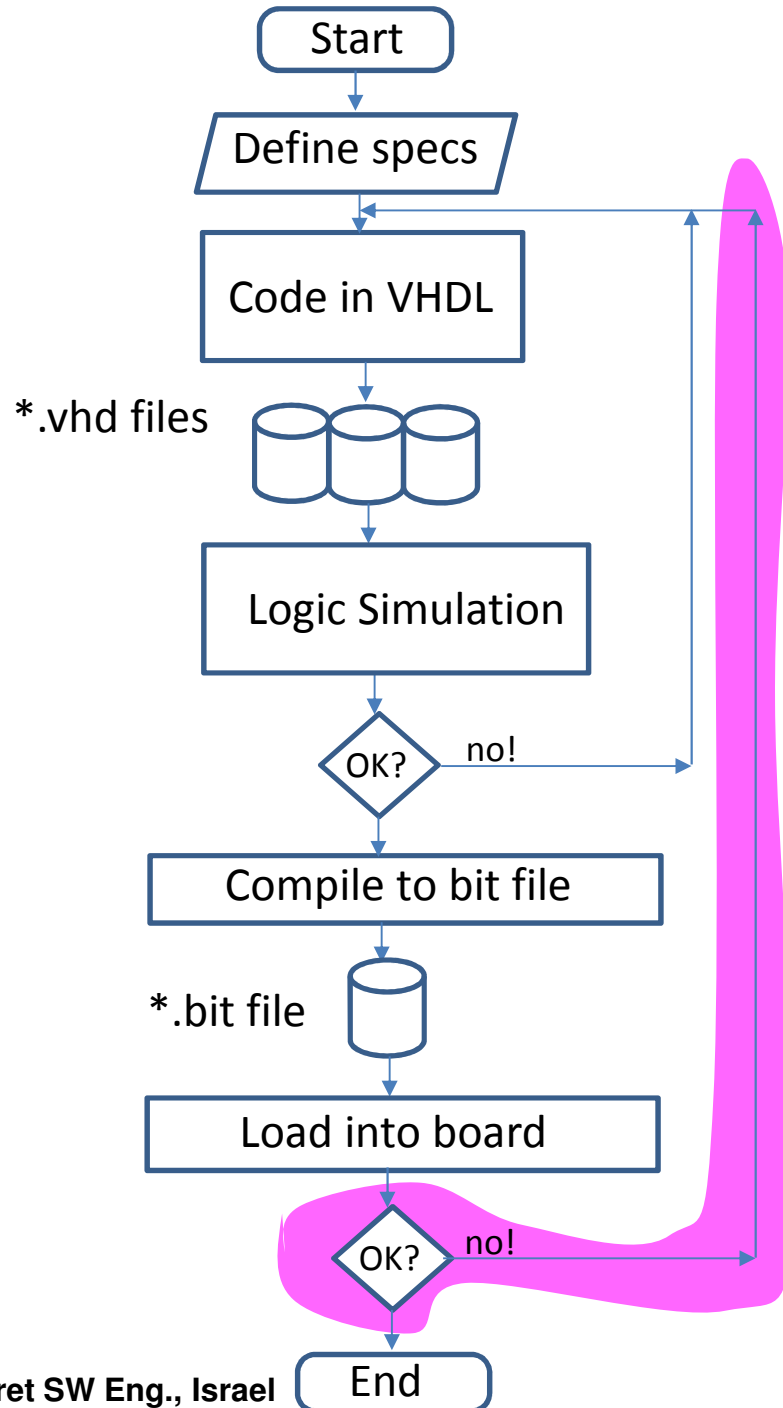 Start
Define specs
Code in VHDL
*.vhd files
Logic Simulation
OK?
no!
Compile to bit file
*.bit file
Load into board
OK?
no!
End
SW Eng., Israel